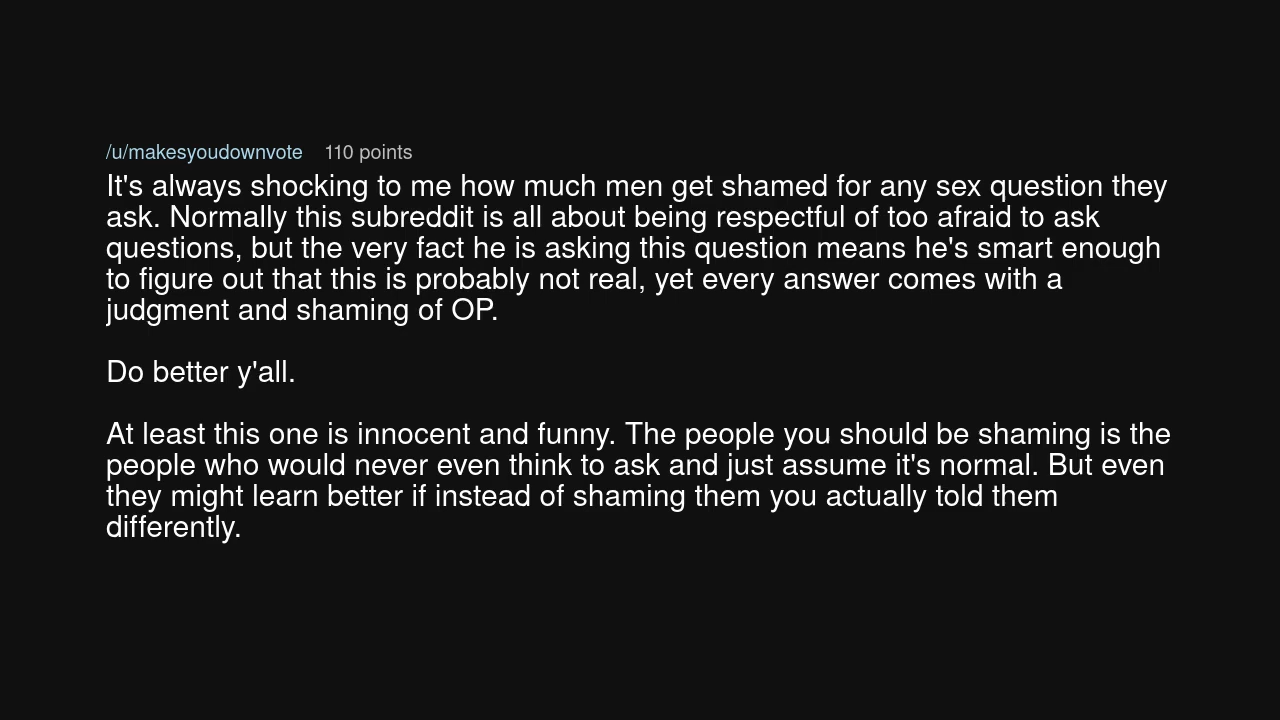 /u/makesyoudownvote 110 points
It's always shocking to me how much men get shamed for any sex question they
ask. Normally this subreddit is all about being respectful of too afraid to ask
questions, but the very fact he is asking this question means he's smart enough
to figure out that this is probably not real, yet every answer comes with a
judgment and shaming of OP.
Do better y'all.
At least this one is innocent and funny. The people you should be shaming is the
people who would never even think to ask and just assume it's normal. But even
they might learn better if instead of shaming them you actually told them
differently.